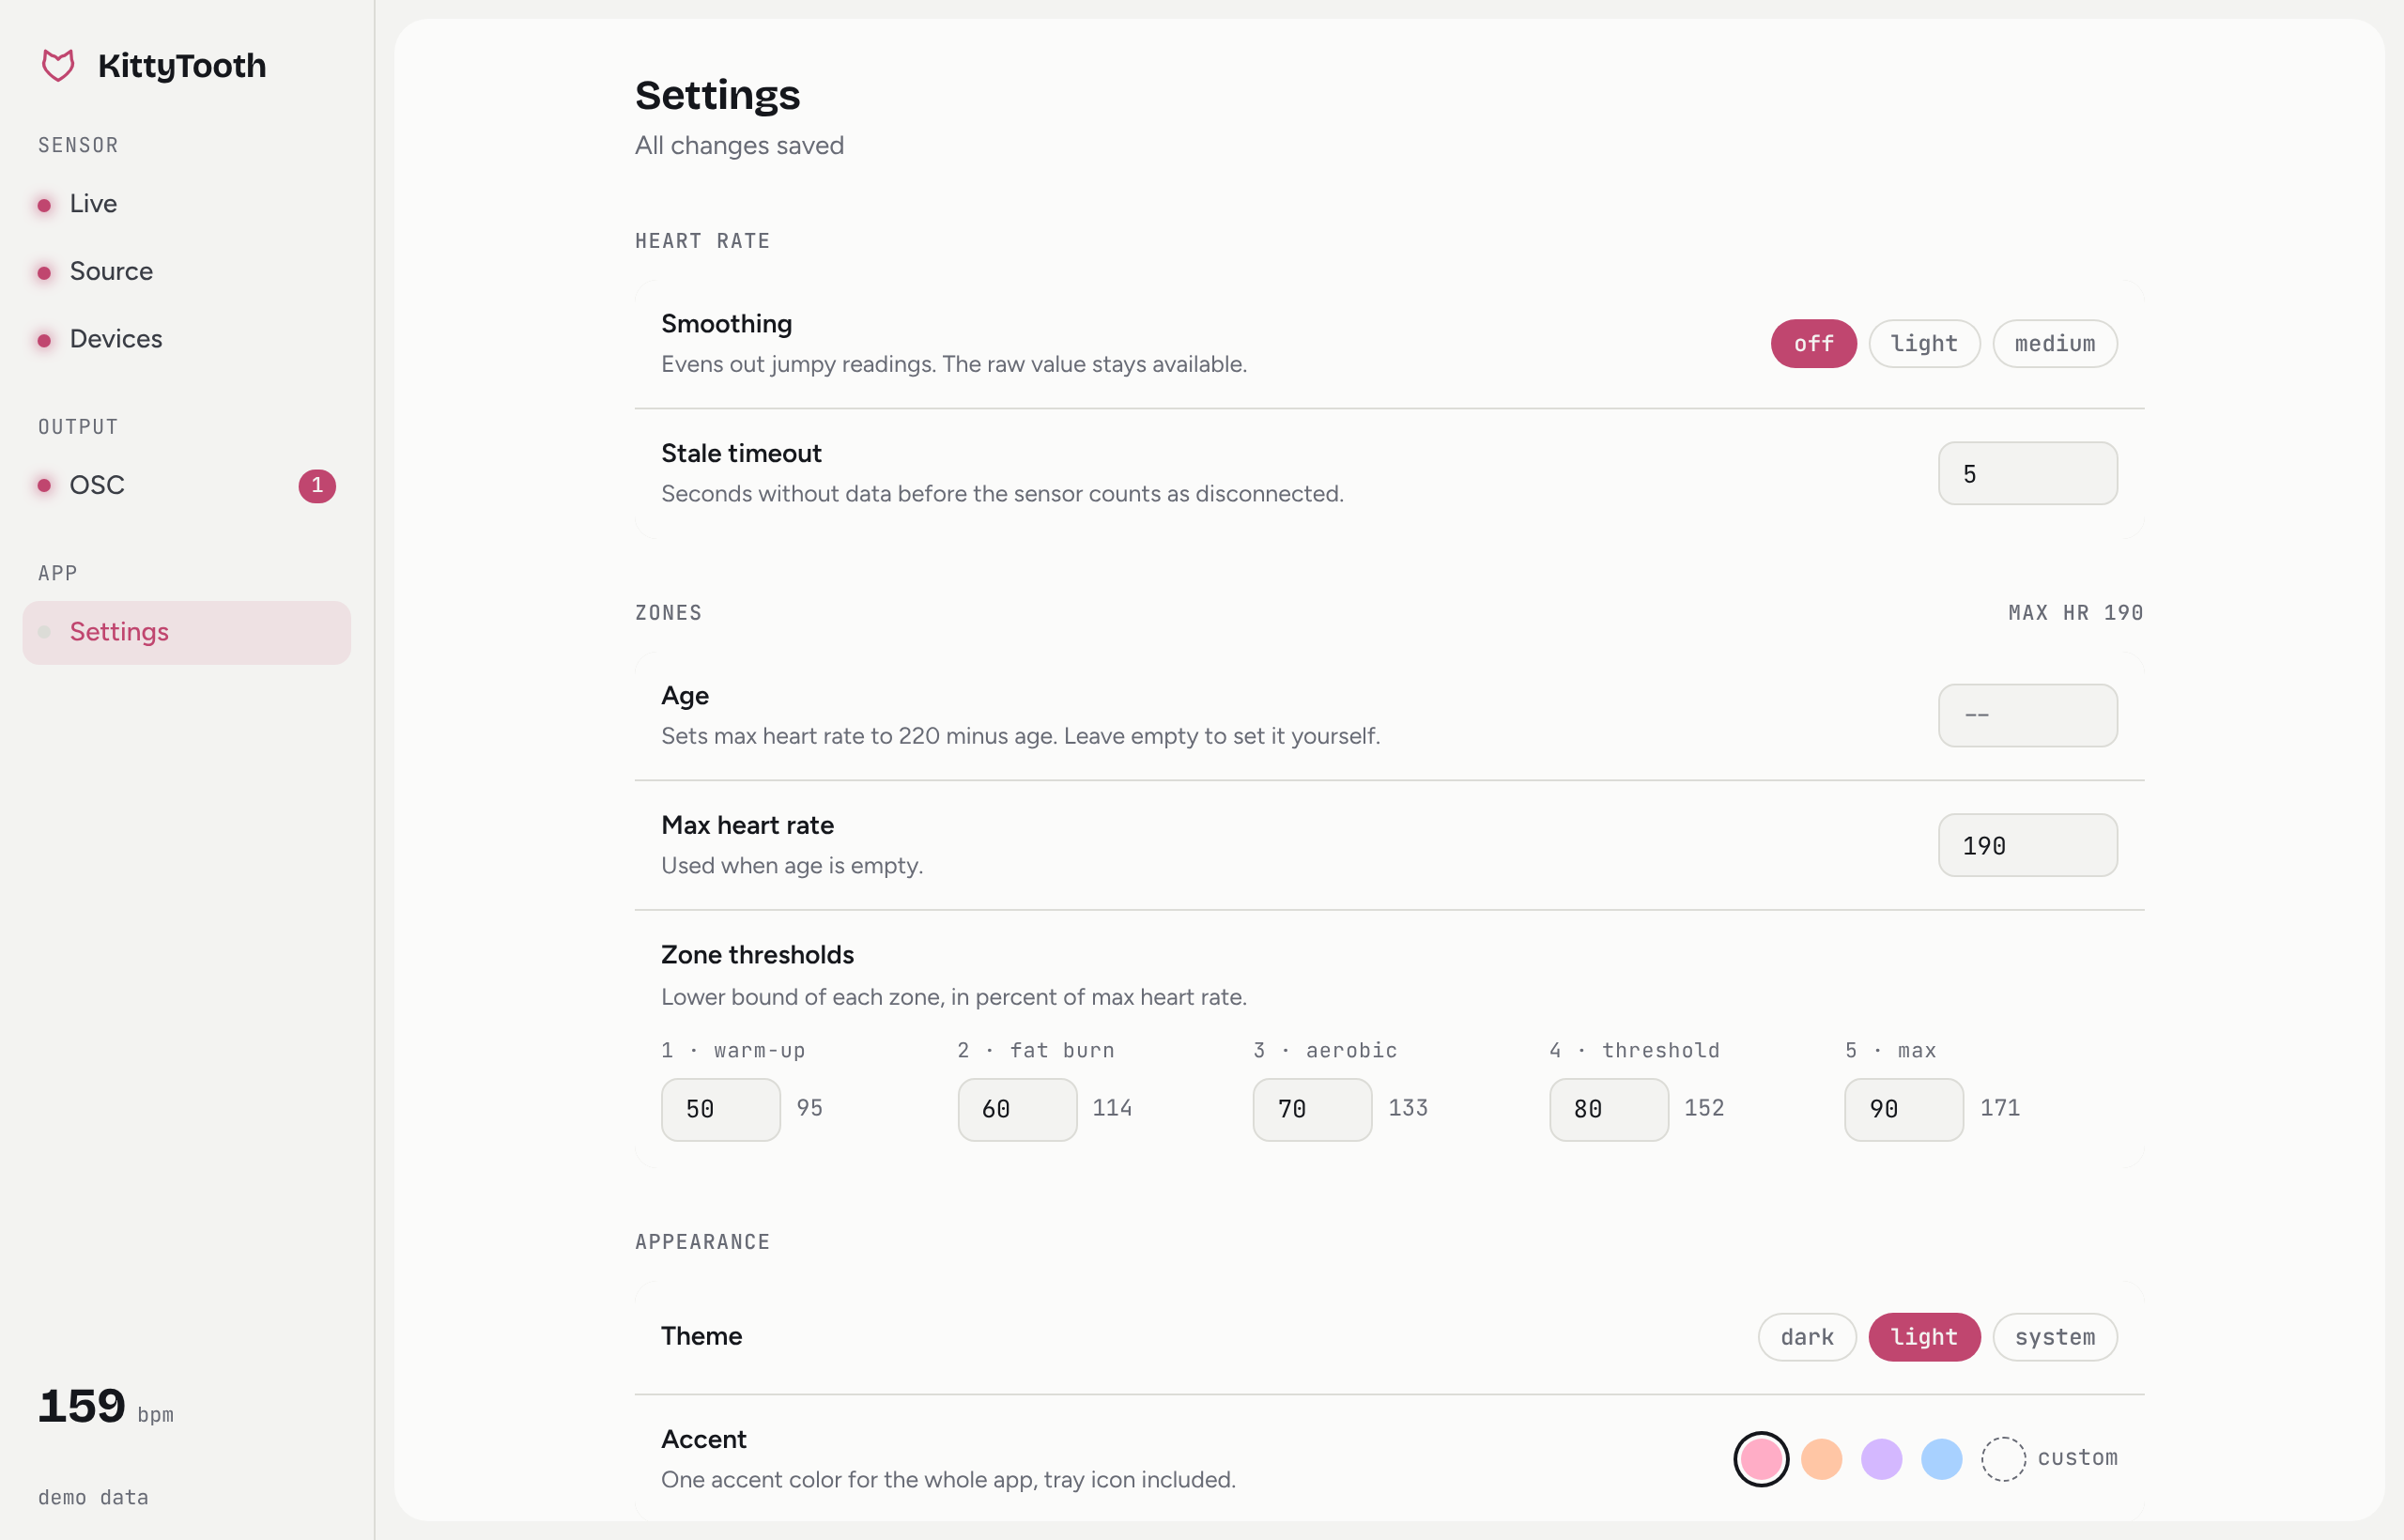 KittyTooth
SENSOR
Live
Source
Devices
OUTPUT
OSC 1
APP
Settings
159 bpm
demo data
Settings
All changes saved
HEART RATE
Smoothing
Evens out jumpy readings. The raw value stays available.
off light medium
Stale timeout
Seconds without data before the sensor counts as disconnected.
5
ZONES MAX HR 190
Age
Sets max heart rate to 220 minus age. Leave empty to set it yourself.
--
Max heart rate
Used when age is empty.
190
Zone thresholds
Lower bound of each zone, in percent of max heart rate.
1 · warm-up 2 · fat burn 3 · aerobic 4 · threshold 5 · max
50 95 60 114 70 133 80 152 90 171
APPEARANCE
Theme
dark light system
Accent
One accent color for the whole app, tray icon included.
custom